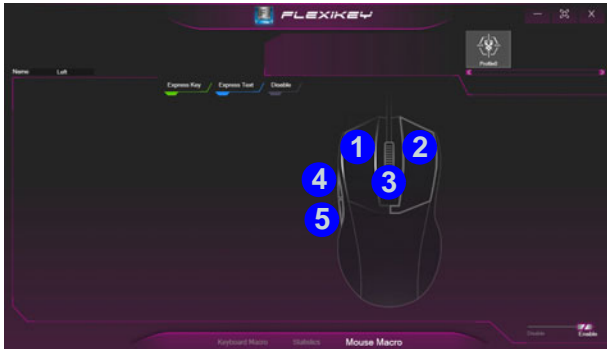 FLEXIKEY
Profile0
Name Left
Express Key Express Text Disable
1
2
3
4
5
Disable Enable
Keyboard Macro Statistics Mouse Macro